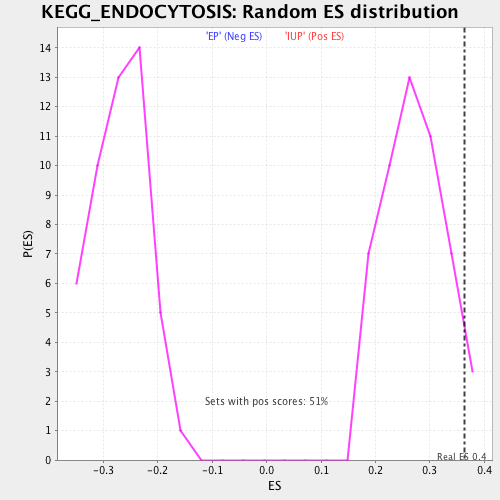 KEGG_ENDOCYTOSIS: Random ES distribution
'EP' (Neg ES) 'IUP' (Pos ES)
14
13
12
11
10
9
8
7
6
5
4
3
2
1
0
P(ES)
Sets with pos scores: 51%
Real ES 0.4
-0.3 -0.2 -0.1 0.0 0.1 0.2 0.3 0.4
ES